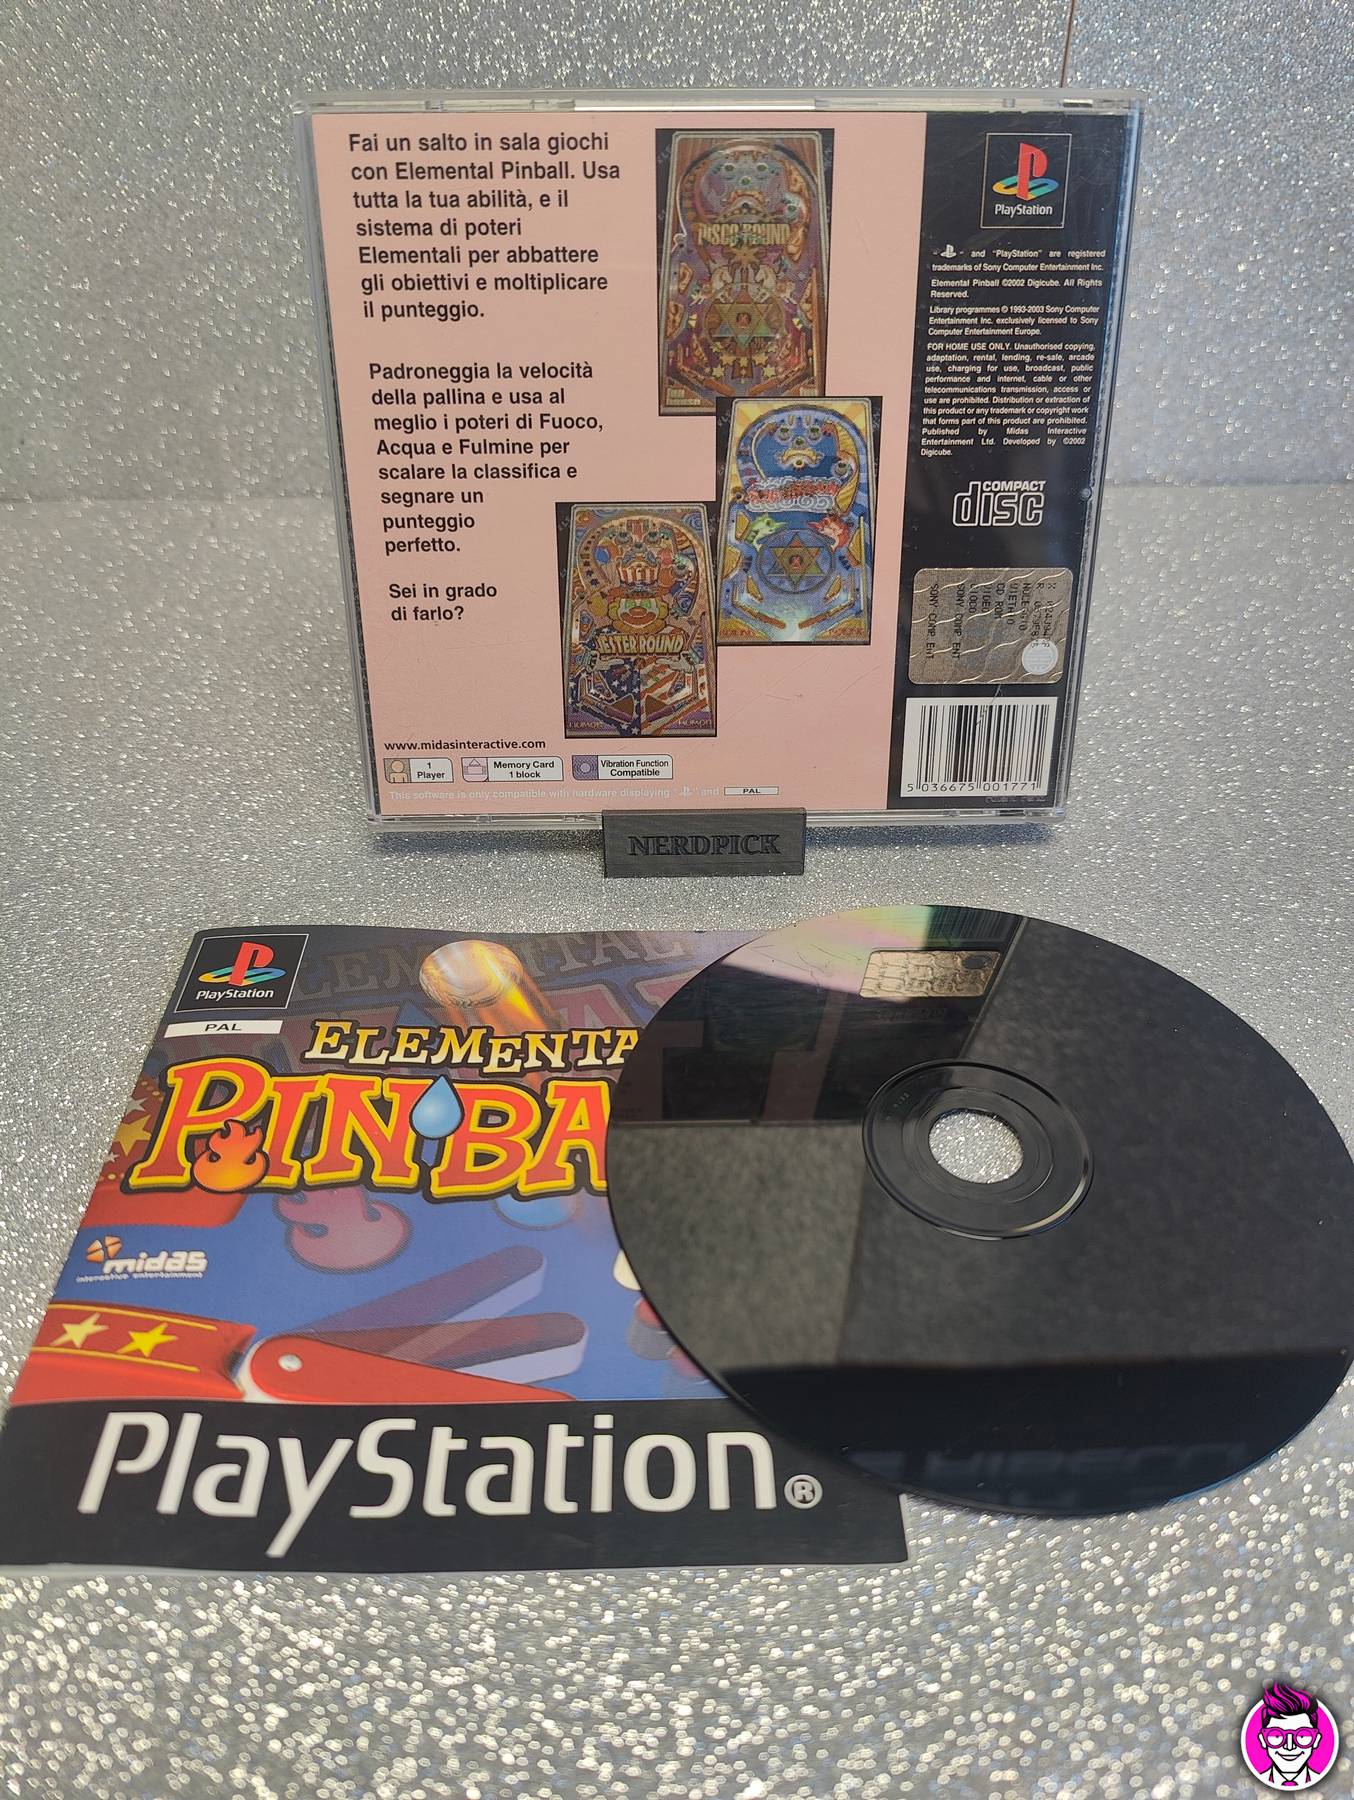 Fai un salto in sala giochi
con Elemental Pinball. Usa
tutta la tua abilità, e il
sistema di poteri
Elementali per abbattere
gli obiettivi e moltiplicare
il punteggio.
Padroneggia la velocità
della pallina e usa al
meglio i poteri di Fuoco,
Acqua e Fulmine per
scalare la classifica e
segnare un
punteggio
perfetto.
Sei in grado
di farlo?
DISCO ROUND
JESTER ROUND
HUMOR HUMOR
www.midasinteractive.com
1
Player
Memory Card
1 block
Vibration Function
Compatible
This software is only compatible with hardware displaying " " and PAL
PlayStation
" " and "PlayStation" are registered
trademarks of Sony Computer Entertainment Inc.
Elemental Pinball ©2002 Digicube. All Rights
Reserved.
Library programmes © 1993-2003 Sony Computer
Entertainment Inc. exclusively licensed to Sony
Computer Entertainment Europe.
FOR HOME USE ONLY. Unauthorised copying,
adaptation, rental, lending, re-sale, arcade
use, charging for use, broadcast, public
performance and internet, cable or other
telecommunications transmission, access or
use are prohibited. Distribution or extraction of
this product or any trademark or copyright work
that forms part of this product are prohibited.
Published by Midas Interactive
Entertainment Ltd. Developed by ©2002
Digicube.
COMPACT
disc
SONY COMP ENT
SONY COMP ENT
CD ROM
5 036675 001771
NERDPICK
PlayStation
PAL
ELEMENTA
PINBA
midas
interactive entertainment
PlayStation®